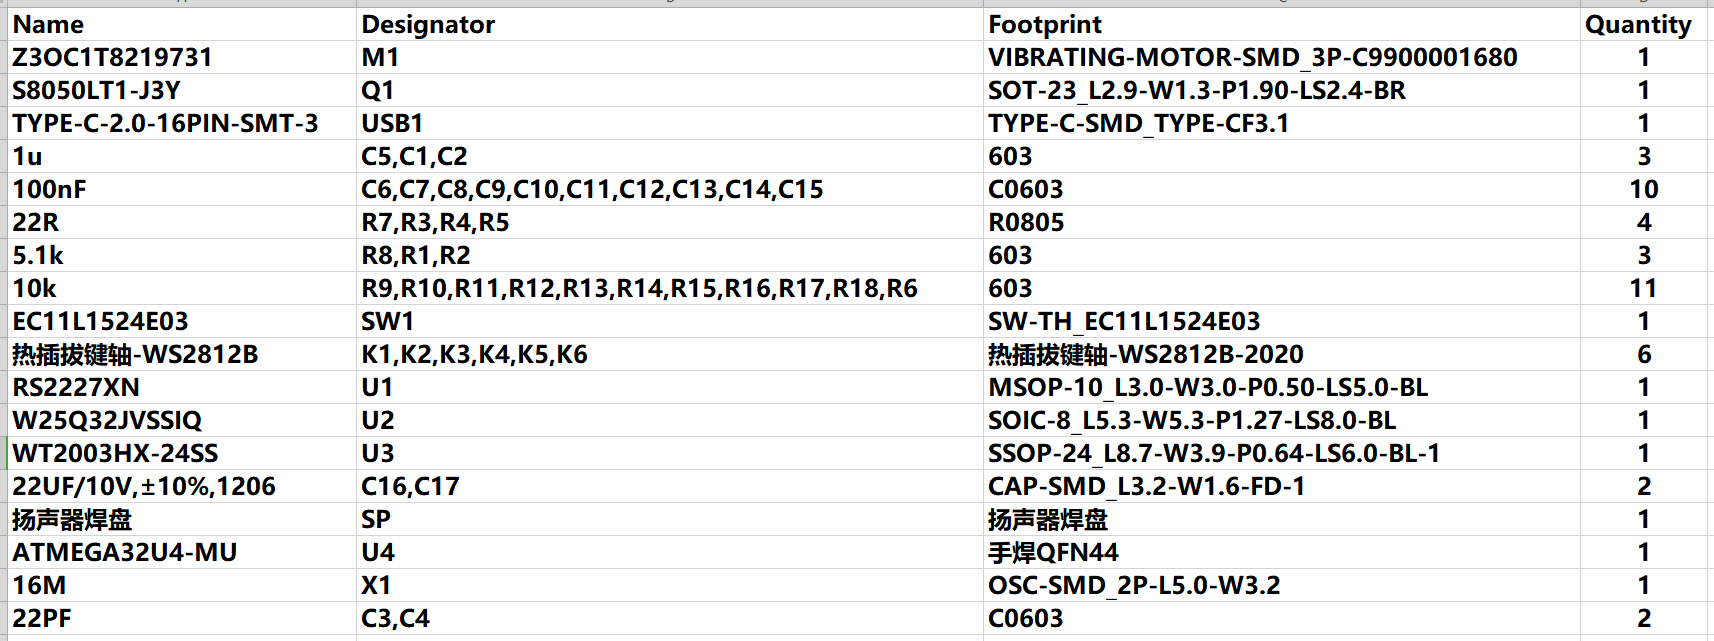 Name Designator Footprint Quantity
Z3OC1T8219731 M1 VIBRATING-MOTOR-SMD_3P-C9900001680 1
S8050LT1-J3Y Q1 SOT-23_L2.9-W1.3-P1.90-LS2.4-BR 1
TYPE-C-2.0-16PIN-SMT-3 USB1 TYPE-C-SMD_TYPE-CF3.1 1
1u C5,C1,C2 603 3
100nF C6,C7,C8,C9,C10,C11,C12,C13,C14,C15 C0603 10
22R R7,R3,R4,R5 R0805 4
5.1k R8,R1,R2 603 3
10k R9,R10,R11,R12,R13,R14,R15,R16,R17,R18,R6 603 11
EC11L1524E03 SW1 SW-TH_EC11L1524E03 1
热插拔键轴-WS2812B K1,K2,K3,K4,K5,K6 热插拔键轴-WS2812B-2020 6
RS2227XN U1 MSOP-10_L3.0-W3.0-P0.50-LS5.0-BL 1
W25Q32JVSSIQ U2 SOIC-8_L5.3-W5.3-P1.27-LS8.0-BL 1
WT2003HX-24SS U3 SSOP-24_L8.7-W3.9-P0.64-LS6.0-BL-1 1
22UF/10V,±10%,1206 C16,C17 CAP-SMD_L3.2-W1.6-FD-1 2
扬声器焊盘 SP 扬声器焊盘 1
ATMEGA32U4-MU U4 手焊QFN44 1
16M X1 OSC-SMD_2P-L5.0-W3.2 1
22PF C3,C4 C0603 2